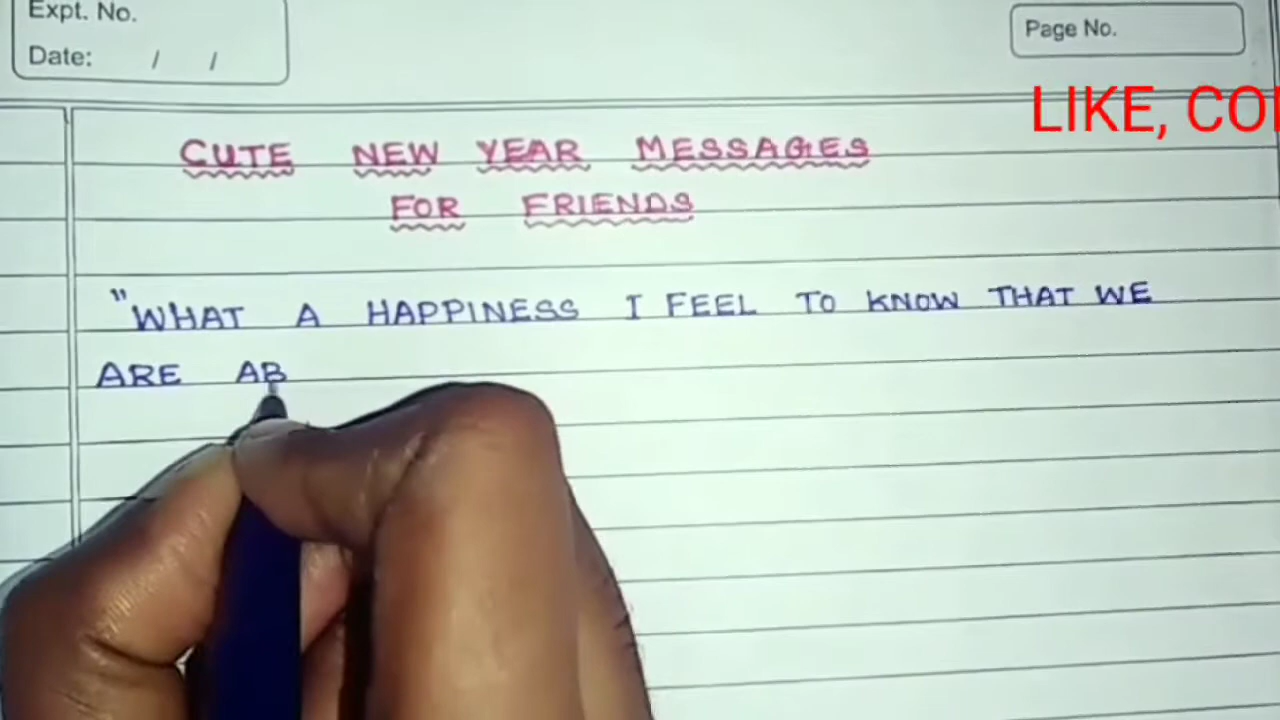 Expt. No.
Date: / /
Page No.
LIKE, CO
CUTE NEW YEAR MESSAGES
FOR FRIENDS
"WHAT A HAPPINESS I FEEL TO KNOW THAT WE
ARE AB